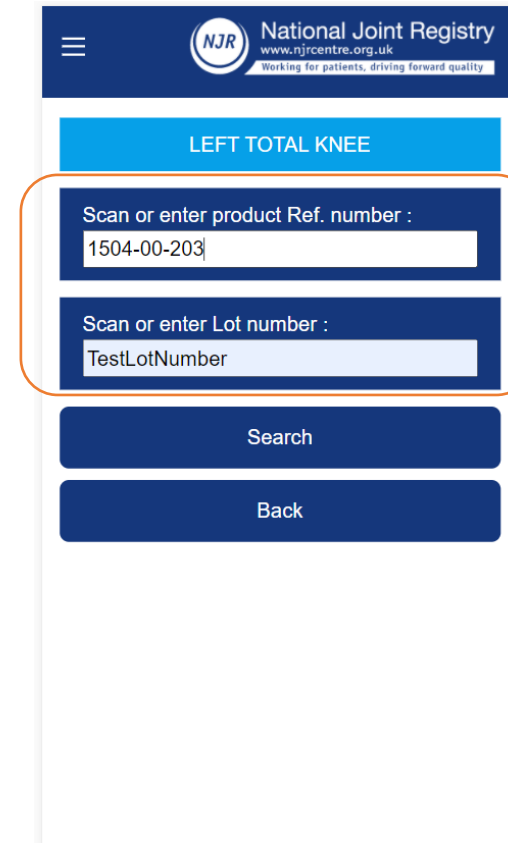 NJR
National Joint Registry
www.njrcentre.org.uk
Working for patients, driving forward quality
LEFT TOTAL KNEE
Scan or enter product Ref. number :
1504-00-203
Scan or enter Lot number :
TestLotNumber
Search
Back